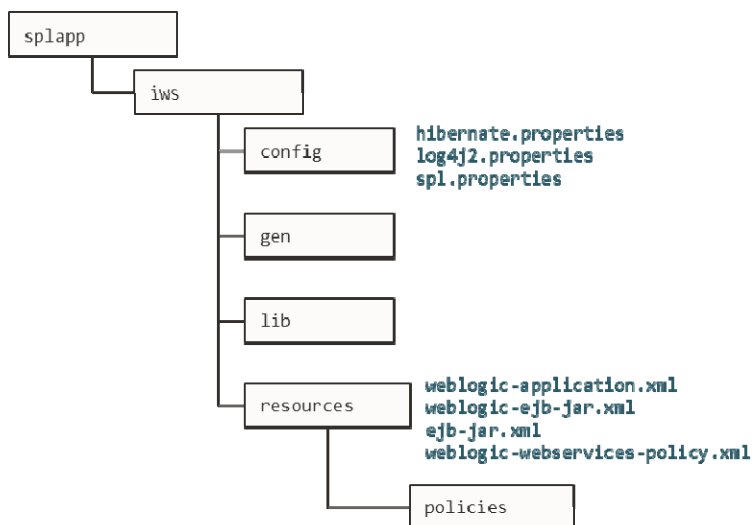 splapp
iws
config
hibernate.properties
log4j2.properties
spl.properties
gen
lib
resources
weblogic-application.xml
weblogic-ejb-jar.xml
ejb-jar.xml
weblogic-webservices-policy.xml
policies